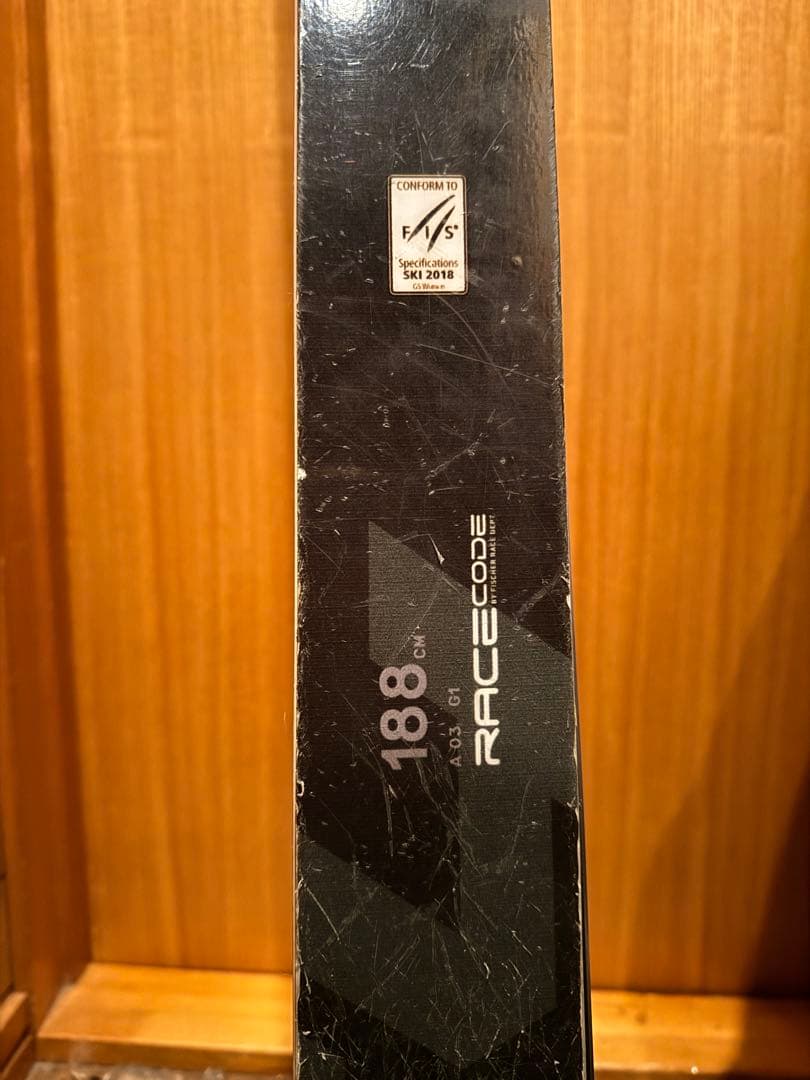 CONFORM TO
FIS
Specifications
SKI 2018
GS Women
188 CM
A 03 G1
RACECODE
BY FISCHER RACE DEPT.